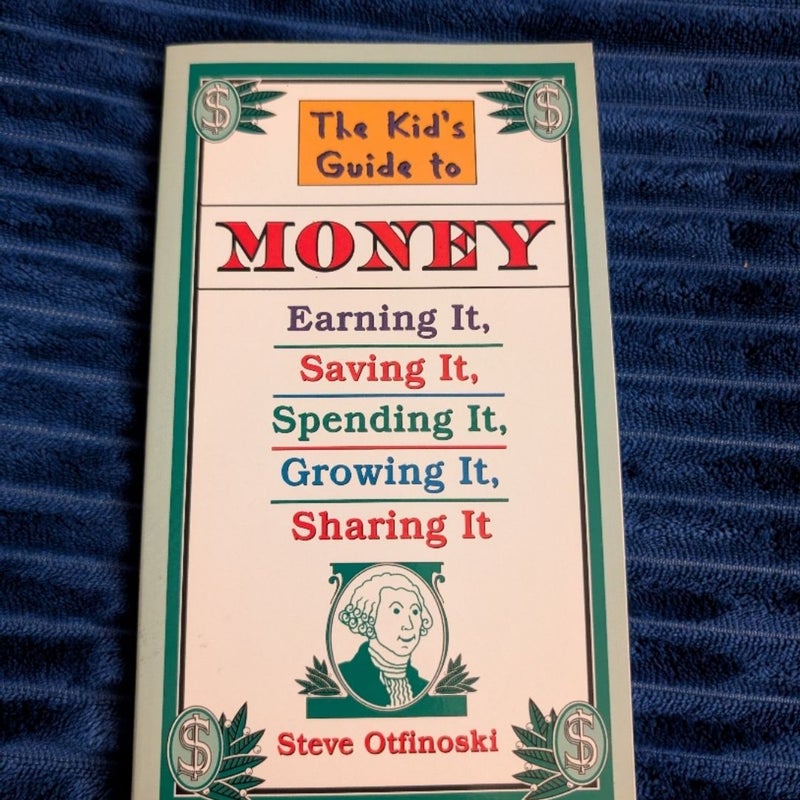 $ $
The Kid's
Guide to
MONEY
Earning It,
Saving It,
Spending It,
Growing It,
Sharing It
Steve Otfinoski
$ $